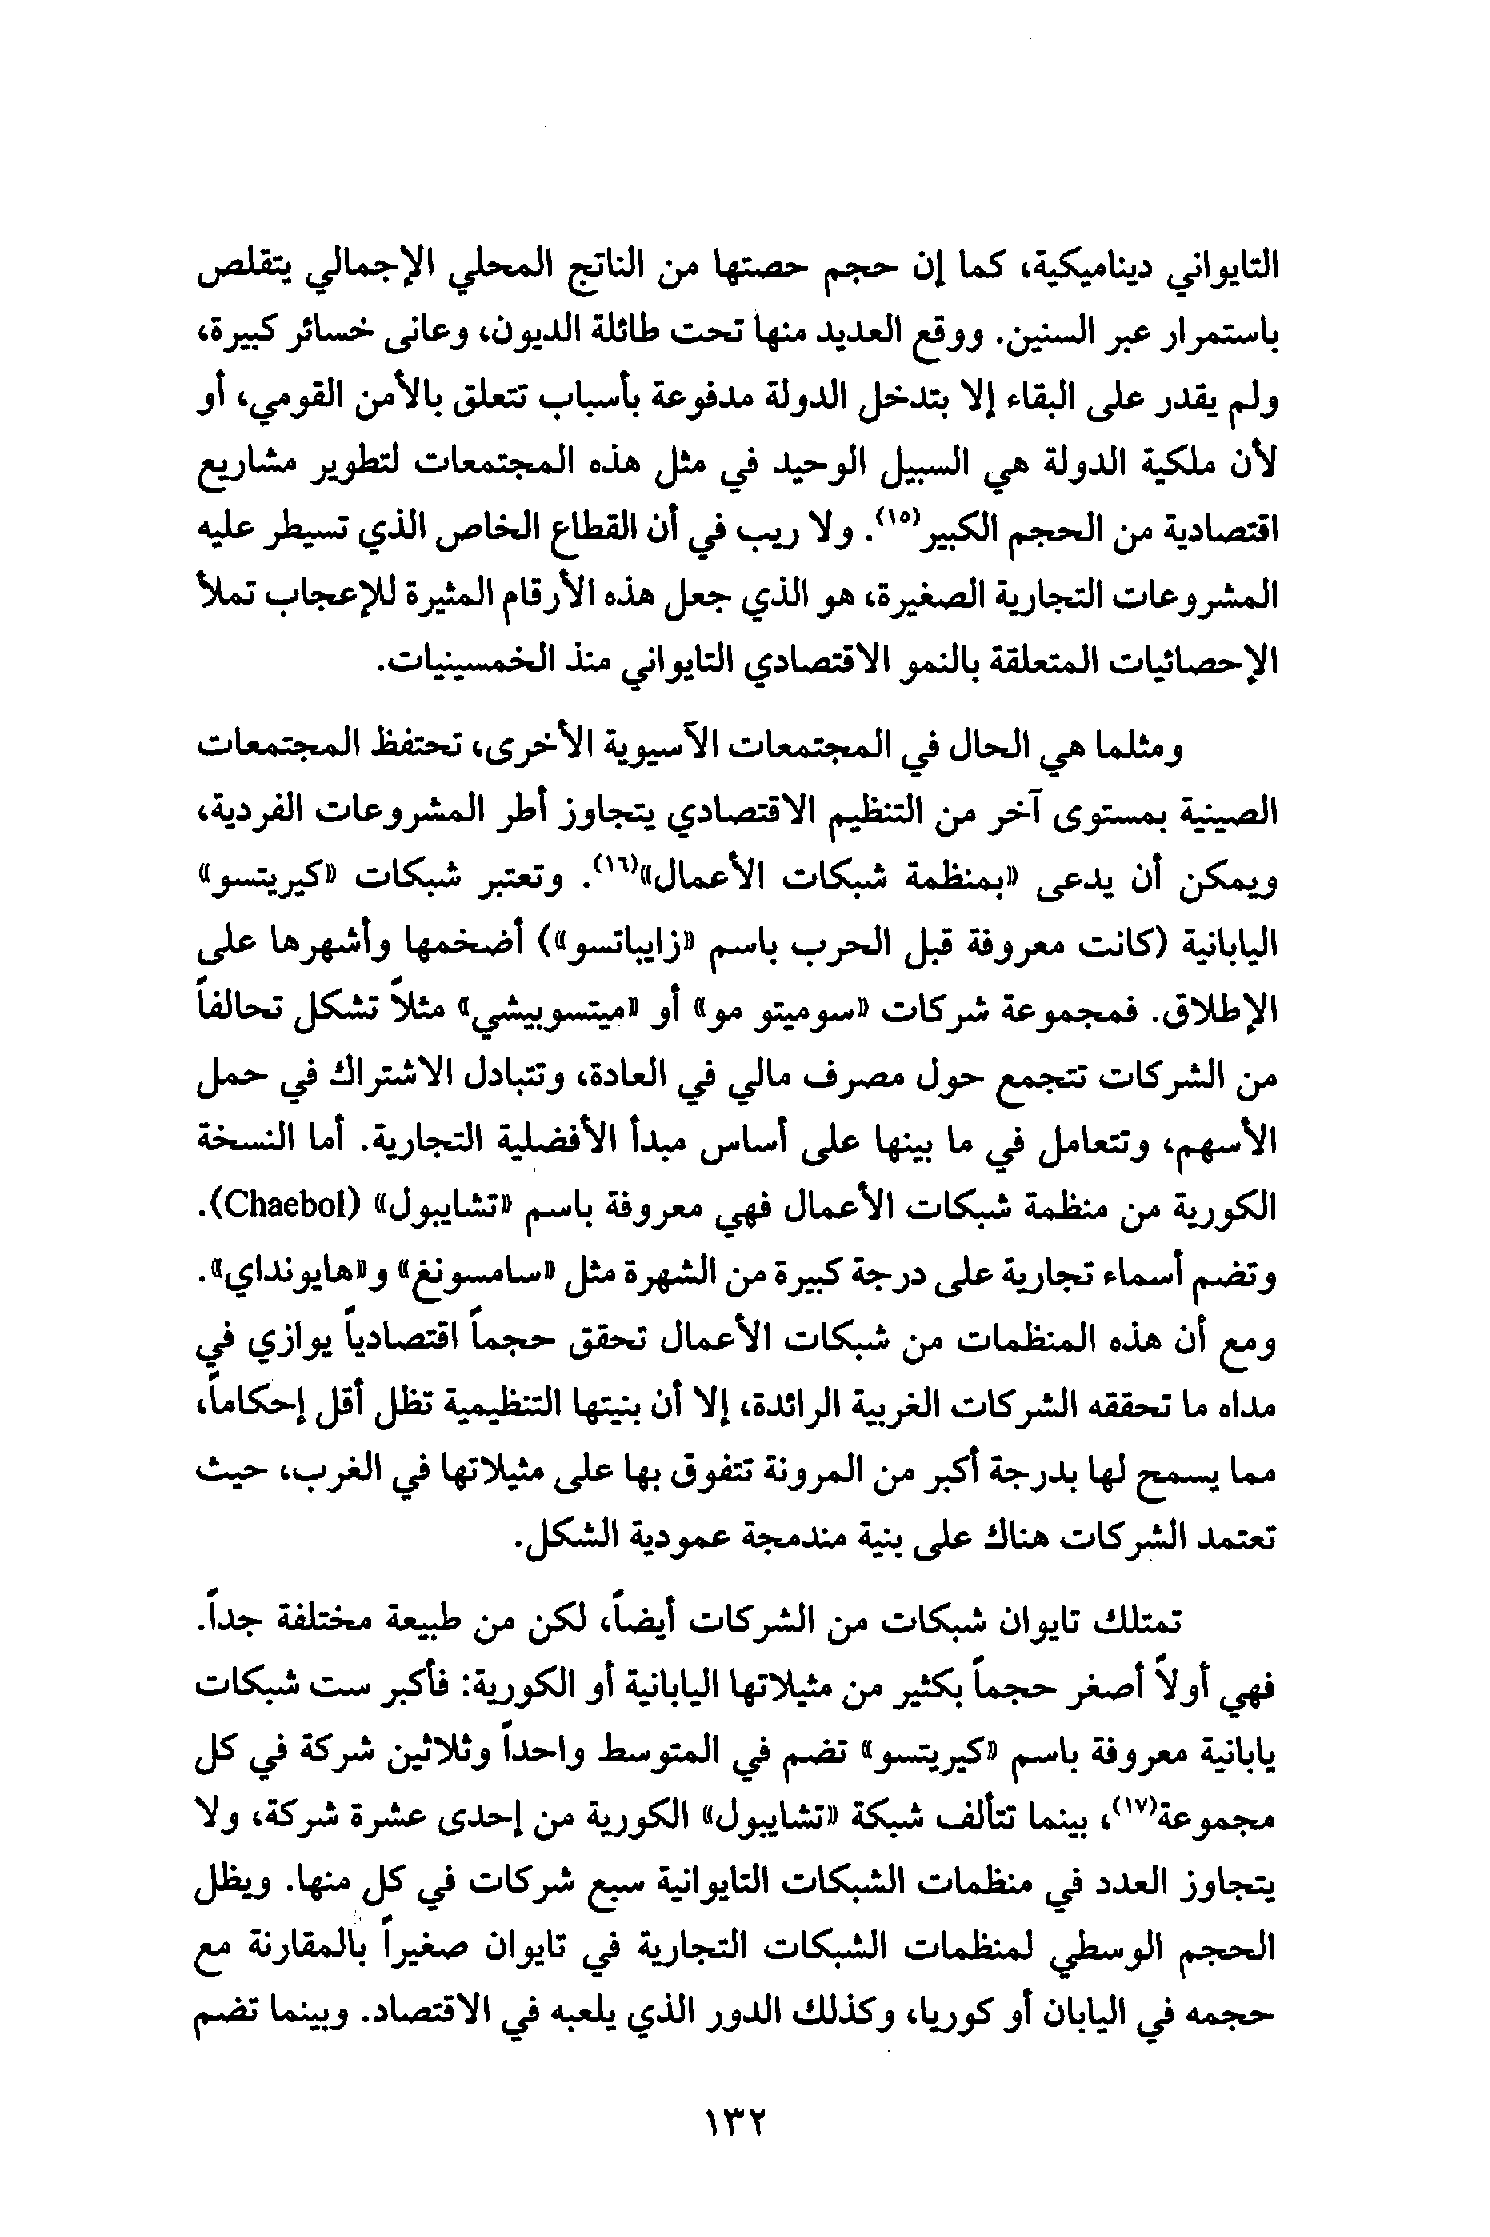 التايواني ديناميكية، كما إن حجم حصتها من الناتج المحلي الإجمالي يتقلص
باستمرار عبر السنين. ووقع العديد منها تحت طائلة الديون، وعانى خسائر كبيرة،
ولم يقدر على البقاء إلا بتدخل الدولة مدفوعة بأسباب تتعلق بالأمن القومي، أو
لأن ملكية الدولة هي السبيل الوحيد في مثل هذه المجتمعات لتطوير مشاريع
اقتصادية من الحجم الكبير(١٥). ولا ريب في أن القطاع الخاص الذي تسيطر عليه
المشروعات التجارية الصغيرة، هو الذي جعل هذه الأرقام المثيرة للإعجاب تملأ
الإحصائيات المتعلقة بالنمو الاقتصادي التايواني منذ الخمسينيات.
ومثلما هي الحال في المجتمعات الآسيوية الأخرى، تحتفظ المجتمعات
الصينية بمستوى آخر من التنظيم الاقتصادي يتجاوز أطر المشروعات الفردية،
ويمكن أن يدعى «بمنظمة شبكات الأعمال»(١٦). وتعتبر شبكات «كيريتسو»
اليابانية (كانت معروفة قبل الحرب باسم «زايباتسو») أضخمها وأشهرها على
الإطلاق. فمجموعة شركات «سوميتو مو» أو «ميتسوبيشي» مثلاً تشكل تحالفاً
من الشركات تتجمع حول مصرف مالي في العادة، وتتبادل الاشتراك في حمل
الأسهم، وتتعامل في ما بينها على أساس مبدأ الأفضلية التجارية. أما النسخة
الكورية من منظمة شبكات الأعمال فهي معروفة باسم «تشايبول» (Chaebol).
وتضم أسماء تجارية على درجة كبيرة من الشهرة مثل «سامسونغ» و«هايونداي».
ومع أن هذه المنظمات من شبكات الأعمال تحقق حجماً اقتصادياً يوازي في
مداه ما تحققه الشركات الغربية الرائدة، إلا أن بنيتها التنظيمية تظل أقل إحكاماً،
مما يسمح لها بدرجة أكبر من المرونة تتفوق بها على مثيلاتها في الغرب، حيث
تعتمد الشركات هناك على بنية مندمجة عمودية الشكل.
تمتلك تايوان شبكات من الشركات أيضاً، لكن من طبيعة مختلفة جداً.
فهي أولاً أصغر حجماً بكثير من مثيلاتها اليابانية أو الكورية: فأكبر ست شبكات
يابانية معروفة باسم «كيريتسو» تضم في المتوسط واحداً وثلاثين شركة في كل
مجموعة(١٧)، بينما تتألف شبكة «تشايبول» الكورية من إحدى عشرة شركة، ولا
يتجاوز العدد في منظمات الشبكات التايوانية سبع شركات في كل منها. ويظل
الحجم الوسطي لمنظمات الشبكات التجارية في تايوان صغيراً بالمقارنة مع
حجمه في اليابان أو كوريا، وكذلك الدور الذي يلعبه في الاقتصاد. وبينما تضم
١٣٢